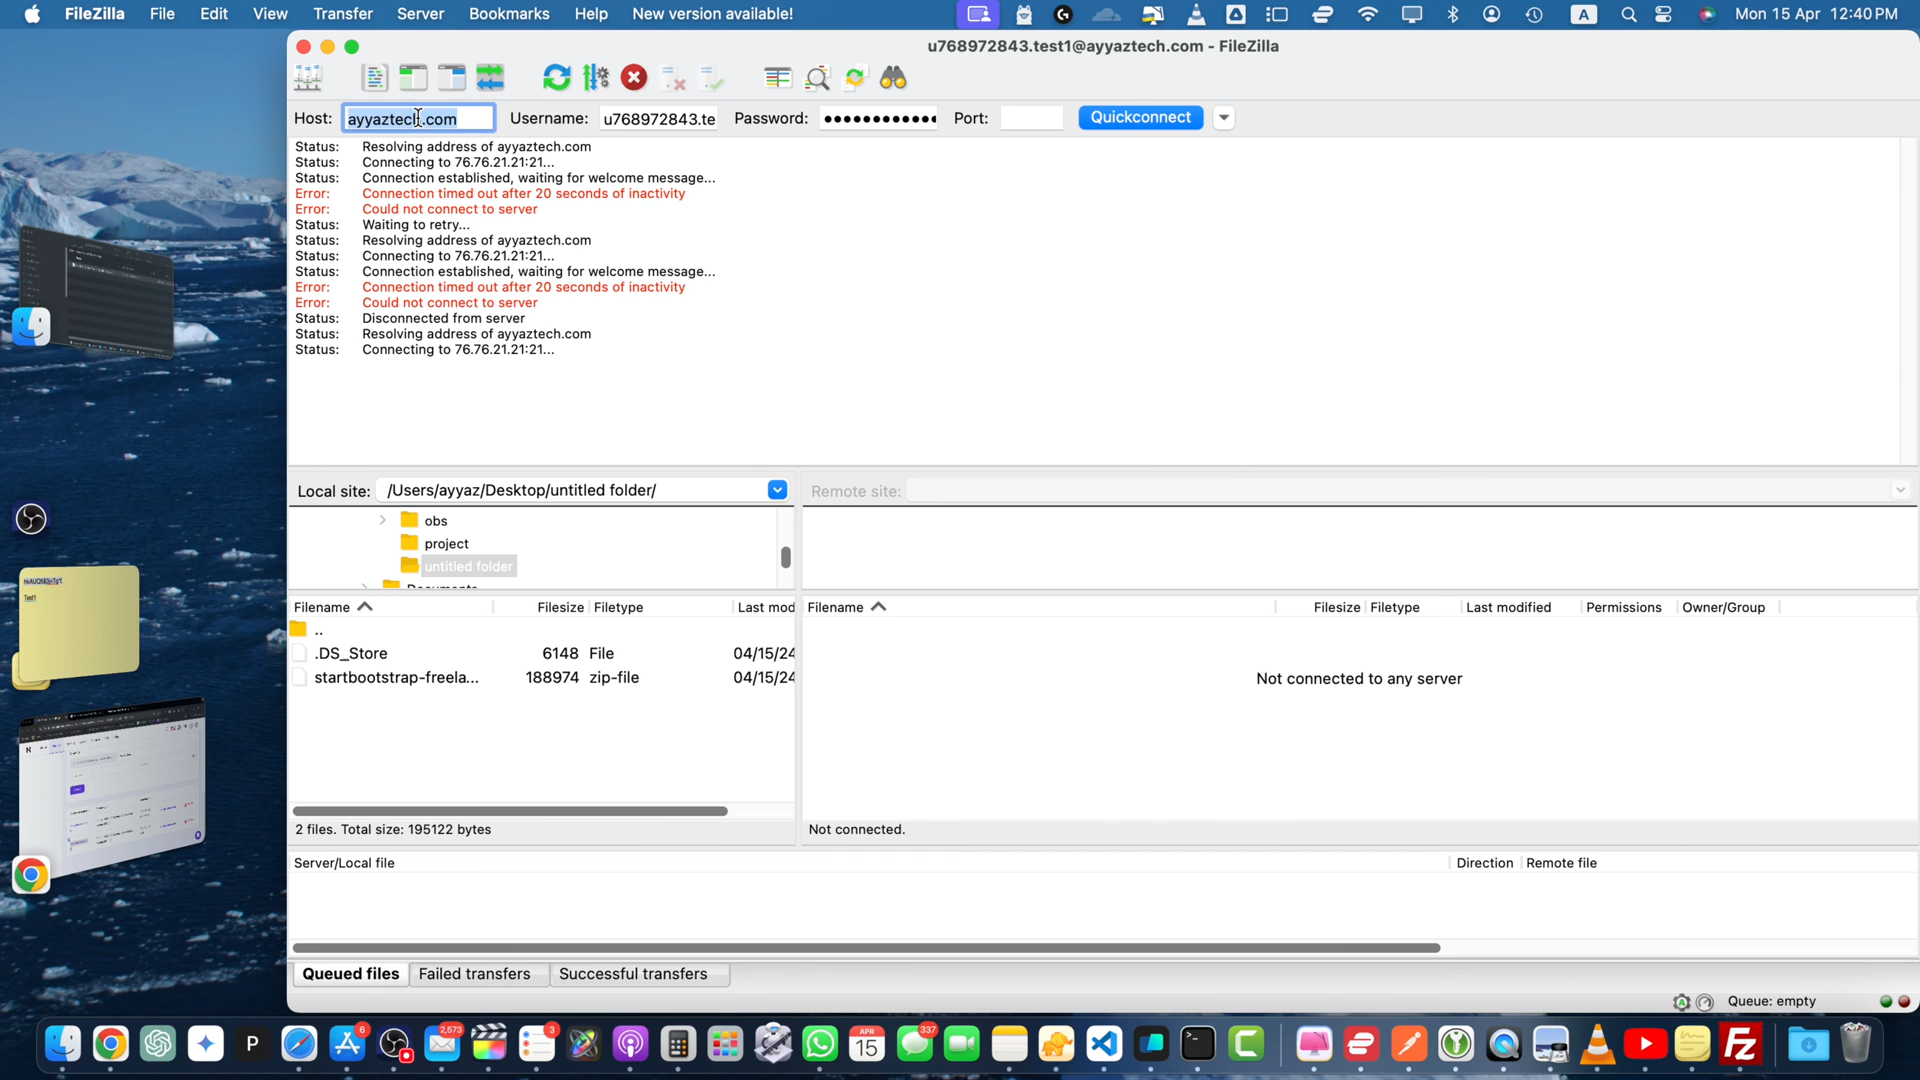 FileZilla File Edit View Transfer Server Bookmarks Help New version available! A Mon 15 Apr 12:40 PM
u768972843.test1@ayyaztech.com - FileZilla
Host: ayyaztech.com Username: u768972843.te Password: ●●●●●●●●●●●● Port: Quickconnect
Status: Resolving address of ayyaztech.com
Status: Connecting to 76.76.21.21:21...
Status: Connection established, waiting for welcome message...
Error: Connection timed out after 20 seconds of inactivity
Error: Could not connect to server
Status: Waiting to retry...
Status: Resolving address of ayyaztech.com
Status: Connecting to 76.76.21.21:21...
Status: Connection established, waiting for welcome message...
Error: Connection timed out after 20 seconds of inactivity
Error: Could not connect to server
Status: Disconnected from server
Status: Resolving address of ayyaztech.com
Status: Connecting to 76.76.21.21:21...
Local site: /Users/ayyaz/Desktop/untitled folder/ Remote site:
obs
project
untitled folder
Documents
Filename Filesize Filetype Last mod Filename Filesize Filetype Last modified Permissions Owner/Group
..
.DS_Store 6148 File 04/15/24
startbootstrap-freela... 188974 zip-file 04/15/24
Not connected to any server
2 files. Total size: 195122 bytes Not connected.
Server/Local file Direction Remote file
Queued files Failed transfers Successful transfers
Queue: empty
Test1
6 2,573 3 P APR 15 337 Fz